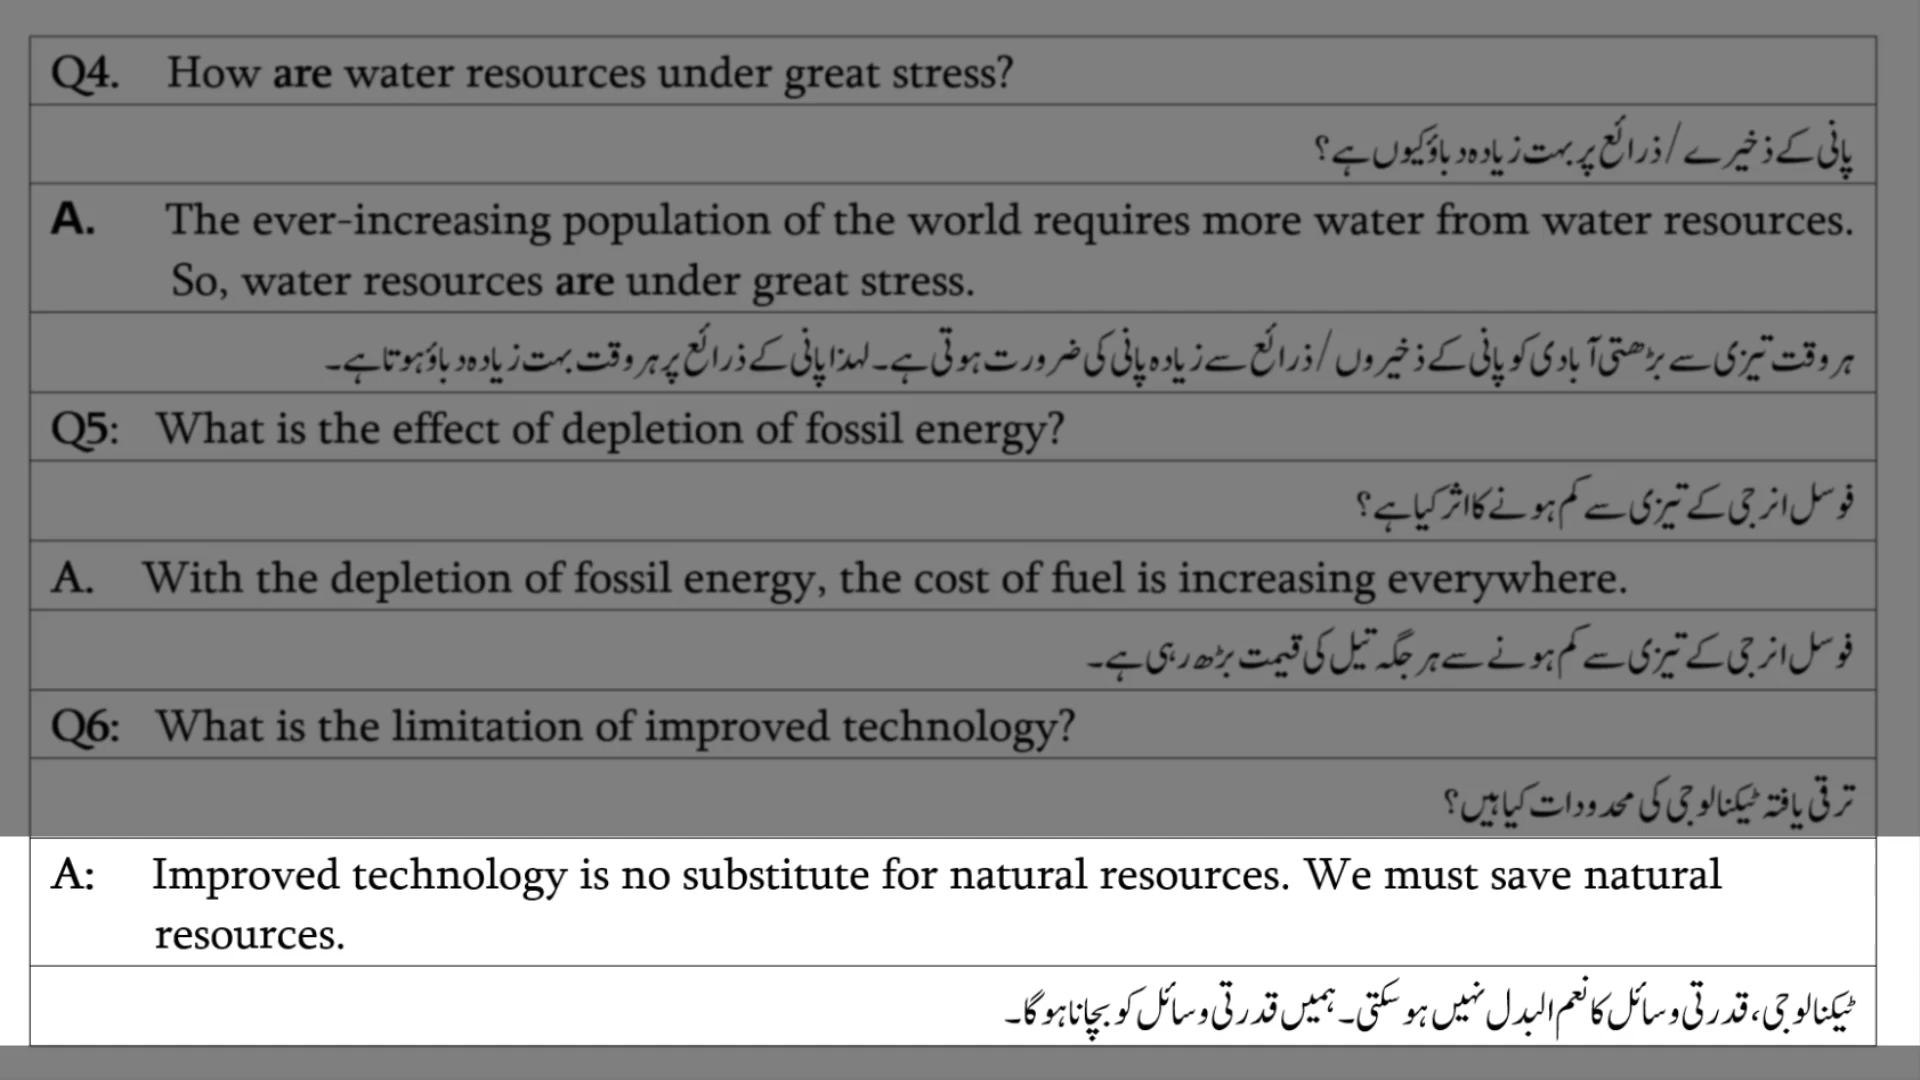 Q4. How are water resources under great stress?
پانی کے ذخیرے / ذرائع پر بہت زیادہ دباؤ کیوں ہے؟
A. The ever-increasing population of the world requires more water from water resources.
So, water resources are under great stress.
ہر وقت تیزی سے بڑھتی آبادی کو پانی کے ذخیروں / ذرائع سے زیادہ پانی کی ضرورت ہوتی ہے۔ لہذا پانی کے ذرائع پر ہر وقت بہت زیادہ دباؤ ہوتا ہے۔
Q5: What is the effect of depletion of fossil energy?
فوسل انرجی کے تیزی سے کم ہونے کا اثر کیا ہے؟
A. With the depletion of fossil energy, the cost of fuel is increasing everywhere.
فوسل انرجی کے تیزی سے کم ہونے سے ہر جگہ تیل کی قیمت بڑھ رہی ہے۔
Q6: What is the limitation of improved technology?
ترقی یافتہ ٹیکنالوجی کی محدودات کیا ہیں؟
A: Improved technology is no substitute for natural resources. We must save natural
resources.
ٹیکنالوجی، قدرتی وسائل کا نعم البدل نہیں ہو سکتی۔ ہمیں قدرتی وسائل کو بچانا ہو گا۔